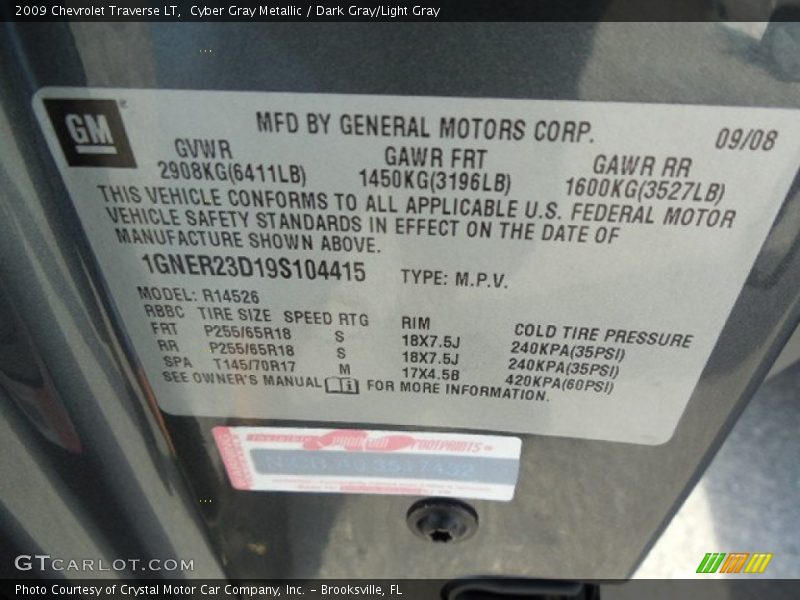 2009 Chevrolet Traverse LT, Cyber Gray Metallic / Dark Gray/Light Gray
GM
MFD BY GENERAL MOTORS CORP. 09/08
GVWR GAWR FRT GAWR RR
2908KG(6411LB) 1450KG(3196LB) 1600KG(3527LB)
THIS VEHICLE CONFORMS TO ALL APPLICABLE U.S. FEDERAL MOTOR
VEHICLE SAFETY STANDARDS IN EFFECT ON THE DATE OF
MANUFACTURE SHOWN ABOVE.
1GNER23D19S104415 TYPE: M.P.V.
MODEL: R14526
RBBC TIRE SIZE SPEED RTG RIM COLD TIRE PRESSURE
FRT P255/65R18 S 18X7.5J 240KPA(35PSI)
RR P255/65R18 S 18X7.5J 240KPA(35PSI)
SPA T145/70R17 M 17X4.5B 420KPA(60PSI)
SEE OWNER'S MANUAL FOR MORE INFORMATION.
FOOTPRINTS
GTCARLOT.COM
Photo Courtesy of Crystal Motor Car Company, Inc. – Brooksville, FL